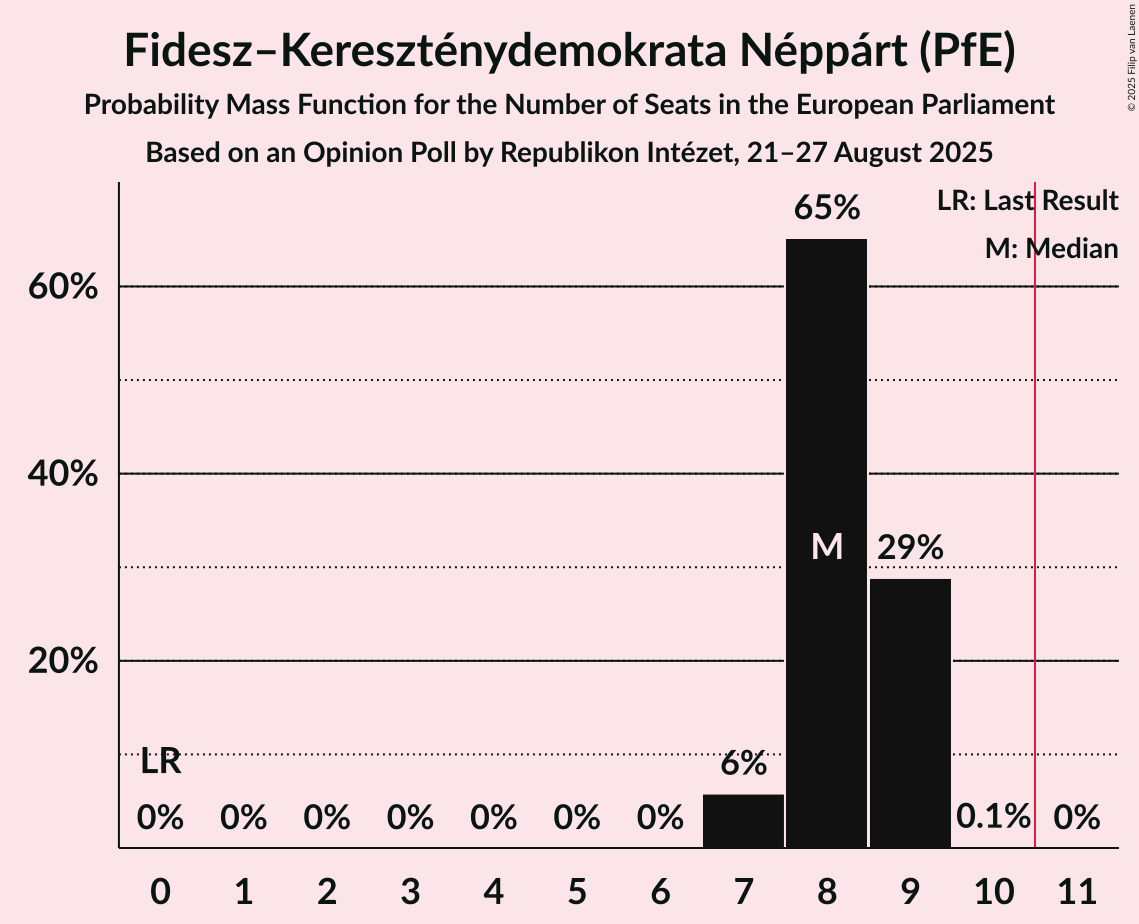 Fidesz–Kereszténydemokrata Néppárt (PfE)
Probability Mass Function for the Number of Seats in the European Parliament
Based on an Opinion Poll by Republikon Intézet, 21–27 August 2025
© 2025 Filip van Laenen
LR: Last Result
M: Median
65%
60%
40%
M
29%
20%
LR
6%
0% 0% 0% 0% 0% 0% 0% 0.1% 0%
0 1 2 3 4 5 6 7 8 9 10 11